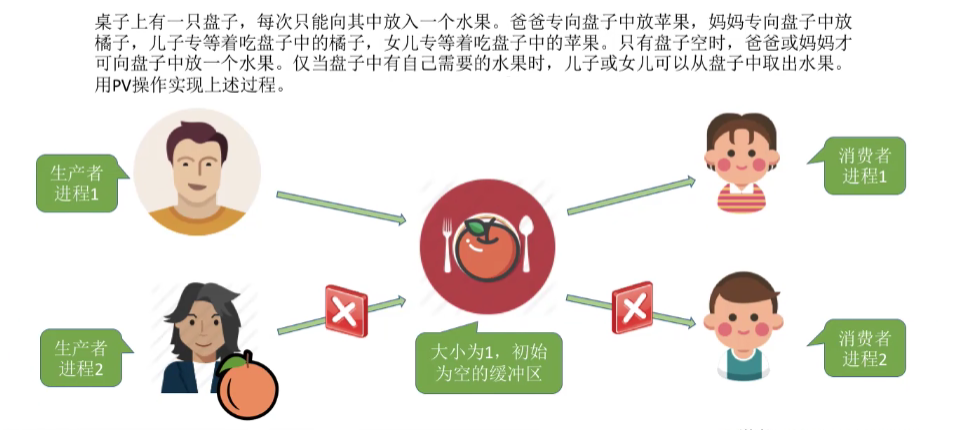 桌子上有一只盘子，每次只能向其中放入一个水果。爸爸专向盘子中放苹果，妈妈专向盘子中放
橘子，儿子专等着吃盘子中的橘子，女儿专等着吃盘子中的苹果。只有盘子空时，爸爸或妈妈才
可向盘子中放一个水果。仅当盘子中有自己需要的水果时，儿子或女儿可以从盘子中取出水果。
用PV操作实现上述过程。
生产者
进程1
消费者
进程1
生产者
进程2
大小为1，初始
为空的缓冲区
消费者
进程2